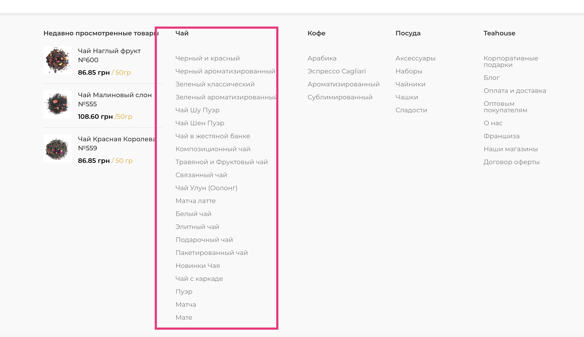 Недавно просмотренные товары
Чай Наглый фрукт
№600
86.85 грн / 50гр
Чай Малиновый слон
№555
108.60 грн /50гр
Чай Красная Королева
№559
86.85 грн / 50 гр
Чай
Черный и красный
Черный ароматизированный
Зеленый классический
Зеленый ароматизированный
Чай Шу Пуэр
Чай Шен Пуэр
Чай в жестяной банке
Композиционный чай
Травяной и Фруктовый чай
Связанный чай
Чай Улун (Оолонг)
Матча латте
Белый чай
Элитный чай
Подарочный чай
Пакетированный чай
Новинки Чая
Чай с каркаде
Пуэр
Матча
Мате
Кофе
Арабика
Эспрессо Cagliari
Ароматизированный
Сублимированный
Посуда
Аксессуары
Наборы
Чайники
Чашки
Сладости
Teahouse
Корпоративные
подарки
Блог
Оплата и доставка
Оптовым
покупателям
О нас
Франшиза
Наши магазины
Договор оферты